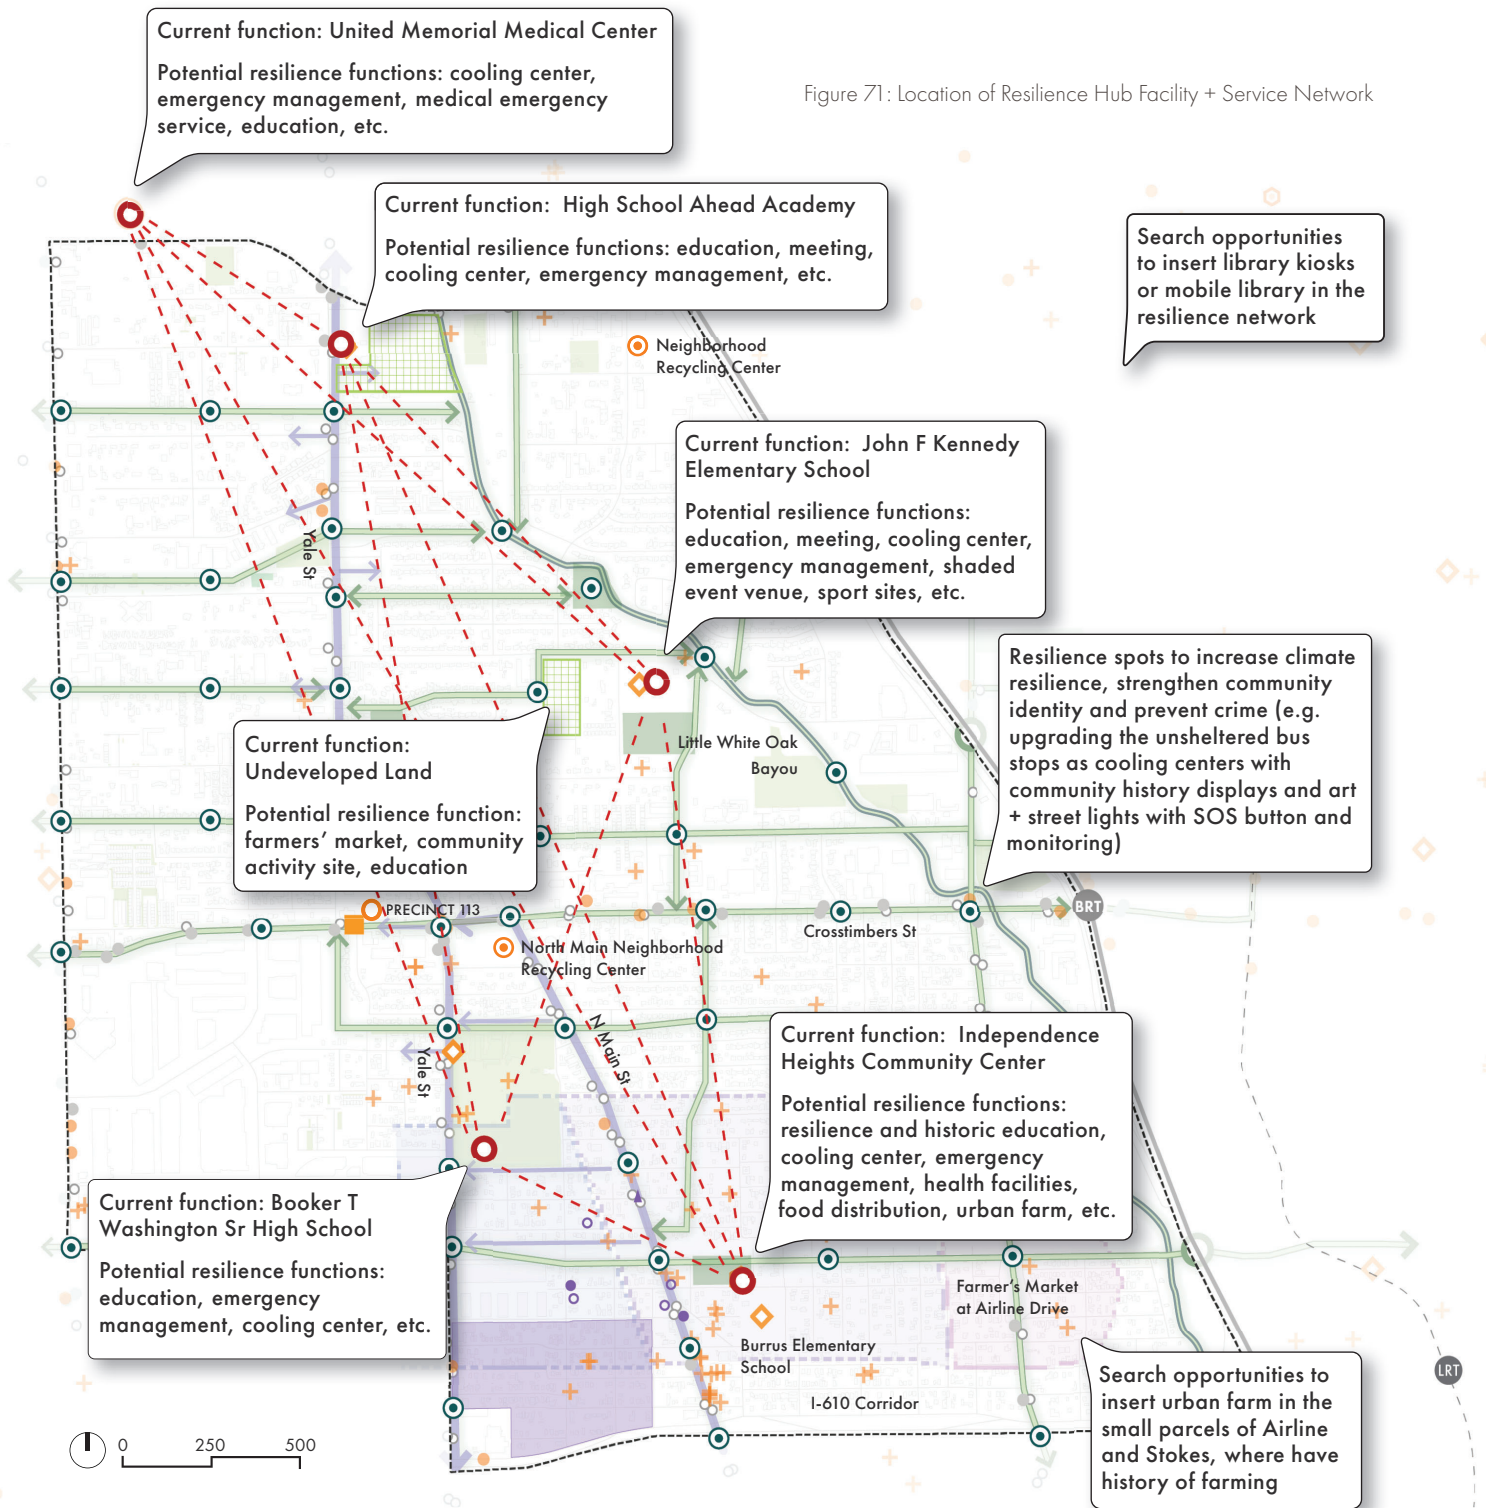 Current function: United Memorial Medical Center
Potential resilience functions: cooling center,
emergency management, medical emergency
service, education, etc.
Figure 71: Location of Resilience Hub Facility + Service Network
Current function:  High School Ahead Academy
Potential resilience functions: education, meeting,
cooling center, emergency management, etc.
Search opportunities
to insert library kiosks
or mobile library in the
resilience network
Neighborhood
Recycling Center
Current function:  John F Kennedy
Elementary School
Potential resilience functions:
education, meeting, cooling center,
emergency management, shaded
event venue, sport sites, etc.
Yale St
Resilience spots to increase climate
resilience, strengthen community
identity and prevent crime (e.g.
upgrading the unsheltered bus
stops as cooling centers with
community history displays and art
+ street lights with SOS button and
monitoring)
Current function:
Undeveloped Land
Potential resilience function:
farmers' market, community
activity site, education
Little White Oak
Bayou
PRECINCT 113
BRT
Crosstimbers St
North Main Neighborhood
Recycling Center
N Main St
Yale St
Current function:  Independence
Heights Community Center
Potential resilience functions:
resilience and historic education,
cooling center, emergency
management, health facilities,
food distribution, urban farm, etc.
Current function: Booker T
Washington Sr High School
Potential resilience functions:
education, emergency
management, cooling center, etc.
Farmer's Market
at Airline Drive
Burrus Elementary
School
I-610 Corridor
LRT
Search opportunities to
insert urban farm in the
small parcels of Airline
and Stokes, where have
history of farming
0 250 500